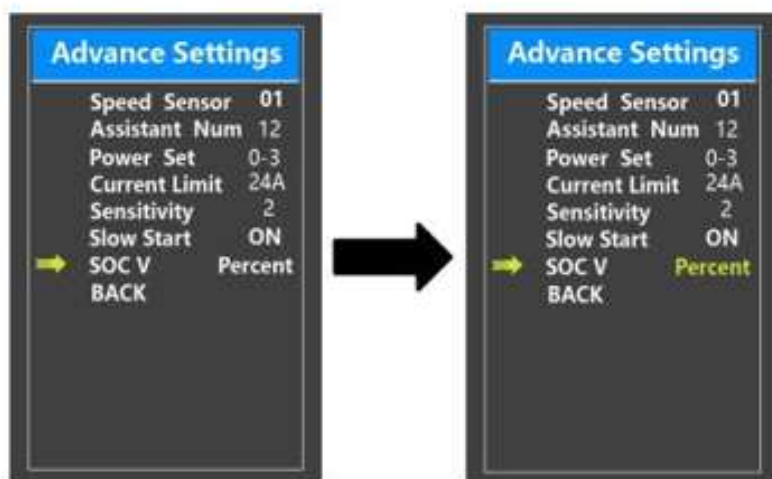 Advance Settings
Speed Sensor 01
Assistant Num 12
Power Set 0-3
Current Limit 24A
Sensitivity 2
Slow Start ON
SOC V Percent
BACK
Advance Settings
Speed Sensor 01
Assistant Num 12
Power Set 0-3
Current Limit 24A
Sensitivity 2
Slow Start ON
SOC V Percent
BACK